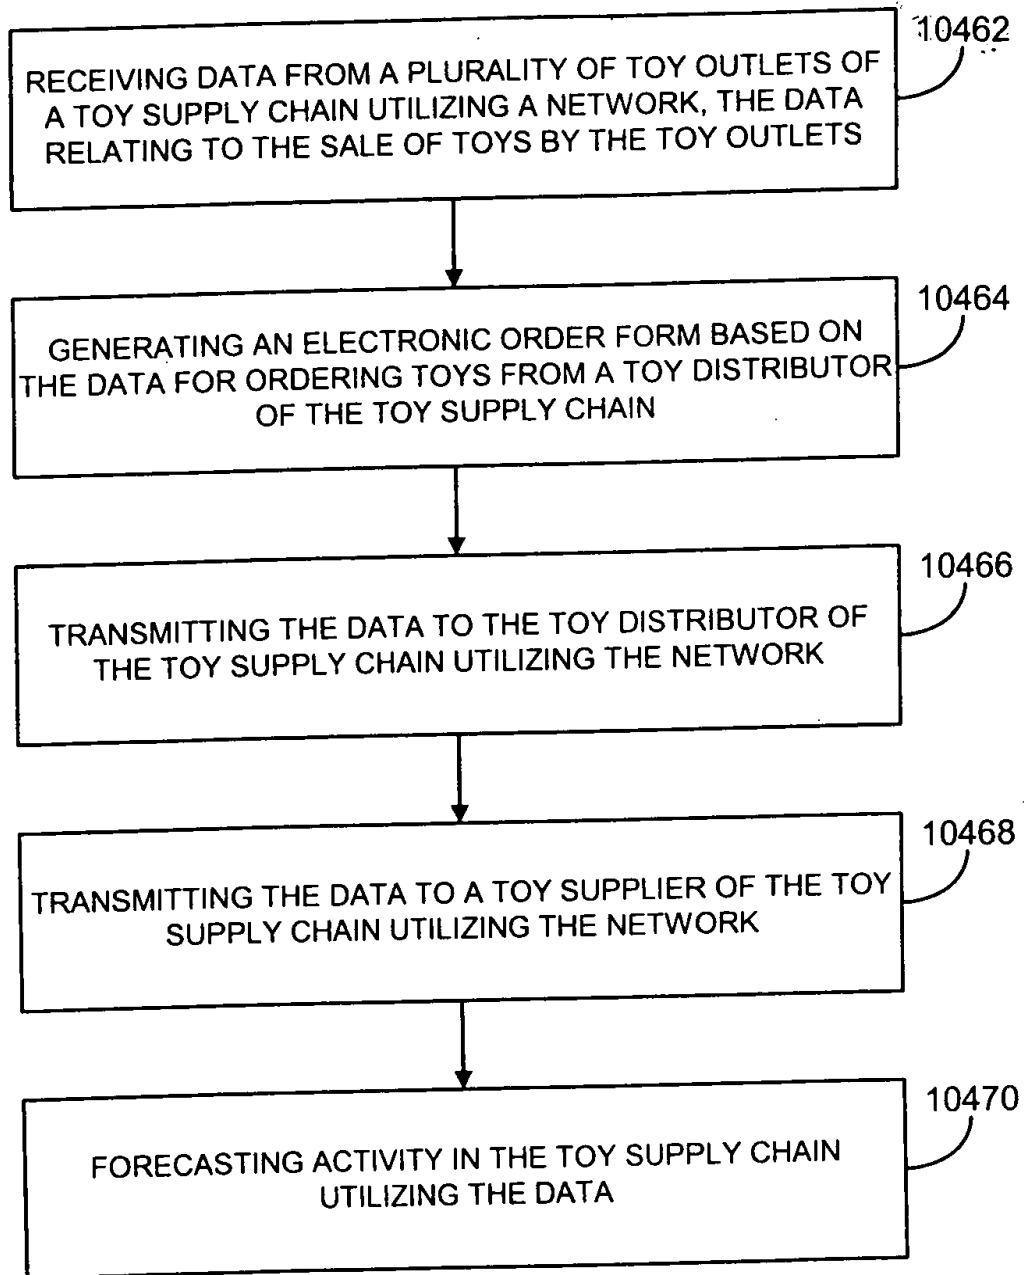 10462
RECEIVING DATA FROM A PLURALITY OF TOY OUTLETS OF
A TOY SUPPLY CHAIN UTILIZING A NETWORK, THE DATA
RELATING TO THE SALE OF TOYS BY THE TOY OUTLETS
10464
GENERATING AN ELECTRONIC ORDER FORM BASED ON
THE DATA FOR ORDERING TOYS FROM A TOY DISTRIBUTOR
OF THE TOY SUPPLY CHAIN
10466
TRANSMITTING THE DATA TO THE TOY DISTRIBUTOR OF
THE TOY SUPPLY CHAIN UTILIZING THE NETWORK
10468
TRANSMITTING THE DATA TO A TOY SUPPLIER OF THE TOY
SUPPLY CHAIN UTILIZING THE NETWORK
10470
FORECASTING ACTIVITY IN THE TOY SUPPLY CHAIN
UTILIZING THE DATA